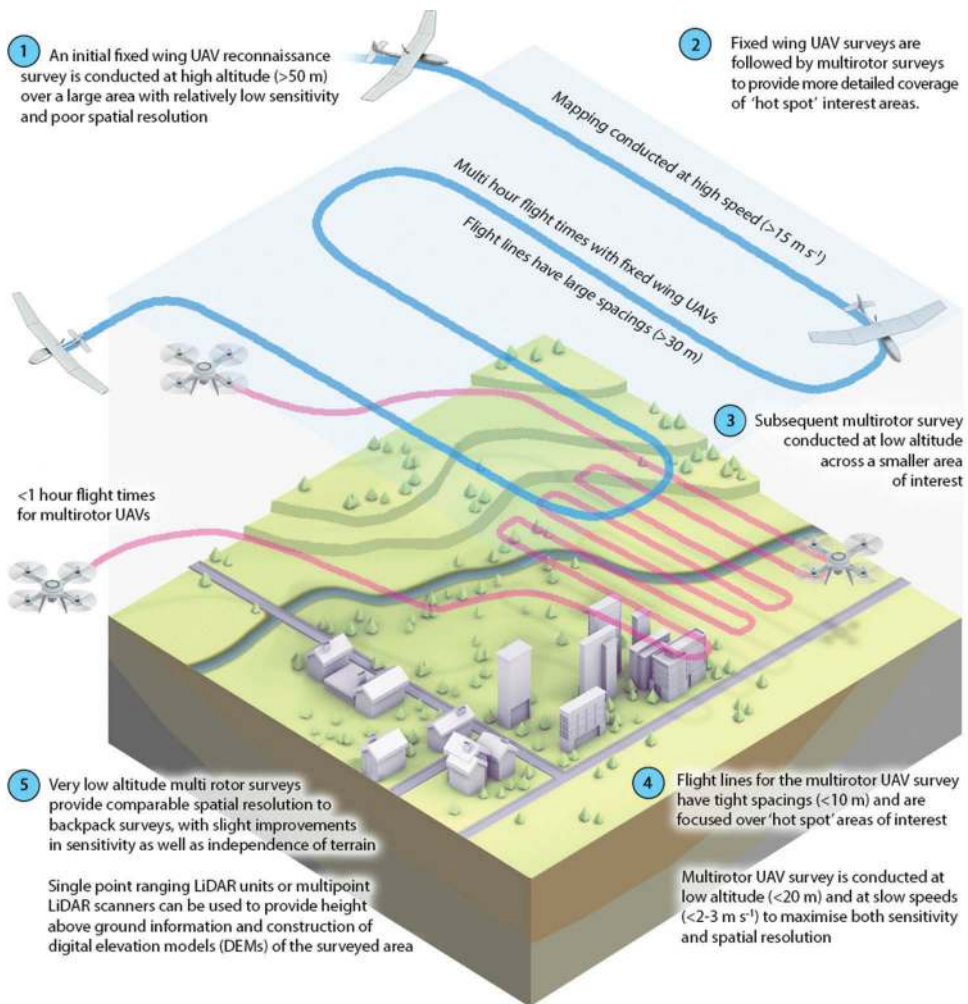 1
An initial fixed wing UAV reconnaissance
survey is conducted at high altitude (>50 m)
over a large area with relatively low sensitivity
and poor spatial resolution
2
Fixed wing UAV surveys are
followed by multirotor surveys
to provide more detailed coverage
of 'hot spot' interest areas.
Mapping conducted at high speed (>15 m s⁻¹)
Multi hour flight times with fixed wing UAVs
Flight lines have large spacings (>30 m)
3
Subsequent multirotor survey
conducted at low altitude
across a smaller area
of interest
<1 hour flight times
for multirotor UAVs
5
Very low altitude multi rotor surveys
provide comparable spatial resolution to
backpack surveys, with slight improvements
in sensitivity as well as independence of terrain
Single point ranging LiDAR units or multipoint
LiDAR scanners can be used to provide height
above ground information and construction of
digital elevation models (DEMs) of the surveyed area
4
Flight lines for the multirotor UAV survey
have tight spacings (<10 m) and are
focused over 'hot spot' areas of interest
Multirotor UAV survey is conducted at
low altitude (<20 m) and at slow speeds
(<2-3 m s⁻¹) to maximise both sensitivity
and spatial resolution